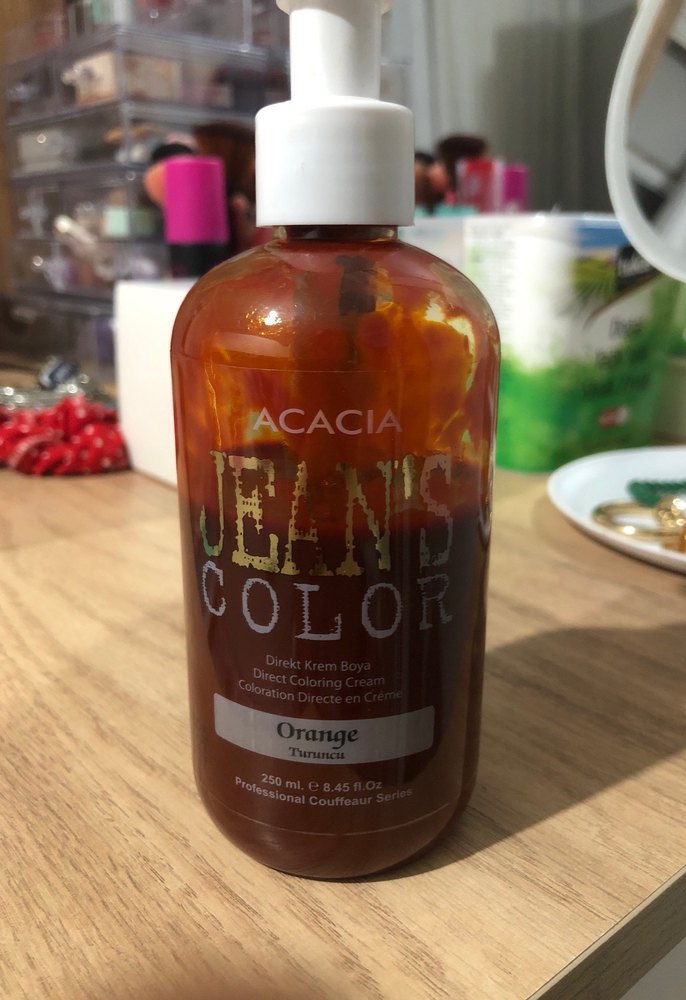 ACACIA
JEAN'S
COLOR
Direkt Krem Boya
Direct Coloring Cream
Coloration Directe en Créme
Orange
Turuncu
250 ml. ℮ 8.45 fl.Oz
Professional Couffeaur Series